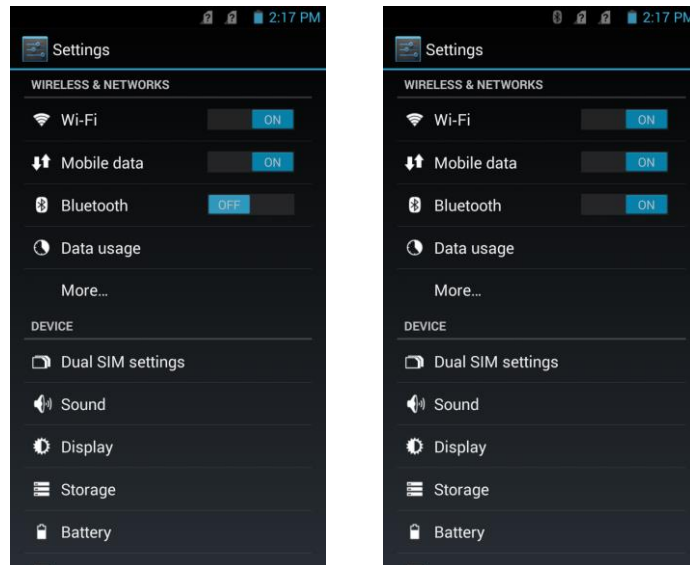 2:17 PM
Settings
WIRELESS & NETWORKS
Wi-Fi ON
Mobile data ON
Bluetooth OFF
Data usage
More...
DEVICE
Dual SIM settings
Sound
Display
Storage
Battery
2:17 PM
Settings
WIRELESS & NETWORKS
Wi-Fi ON
Mobile data ON
Bluetooth ON
Data usage
More...
DEVICE
Dual SIM settings
Sound
Display
Storage
Battery